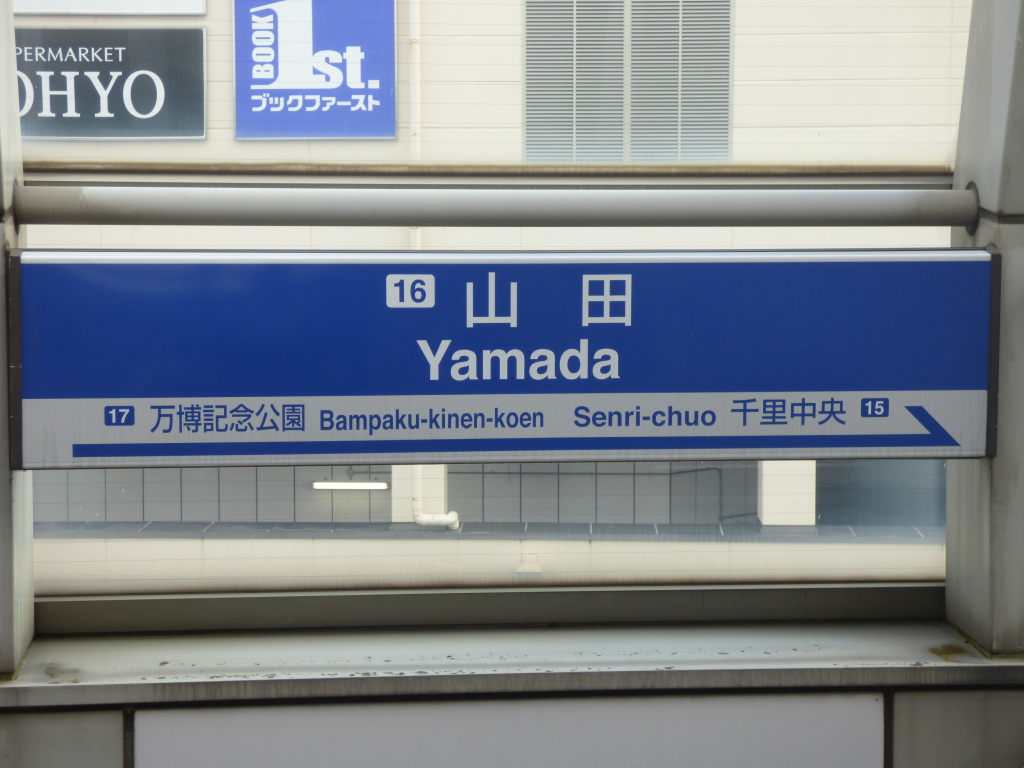 PERMARKET
OHYO
BOOK 1st.
ブックファースト
16 山田
Yamada
17 万博記念公園 Bampaku-kinen-koen Senri-chuo 千里中央 15